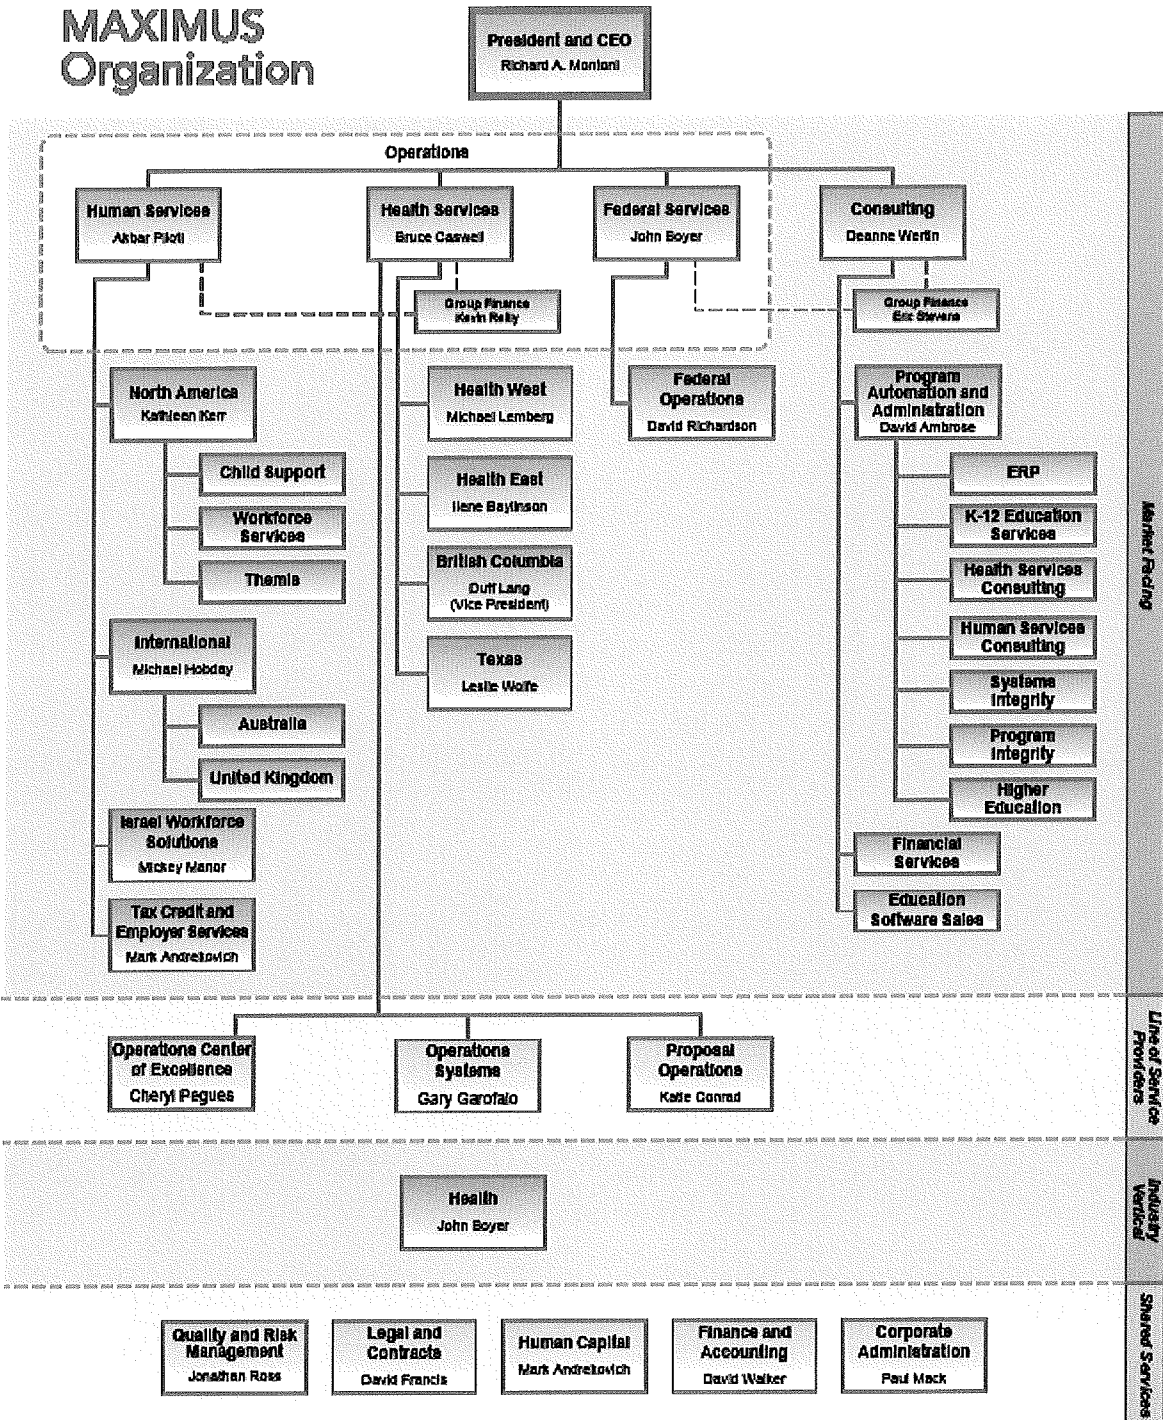 MAXIMUS
Organization
President and CEO
Richard A. Montoni
Operations
Human Services
Akbar Piloti
Health Services
Bruce Caswell
Federal Services
John Boyer
Consulting
Deanne Wertin
Group Finance
Kevin Reilly
Group Finance
Eric Stevens
North America
Kathleen Kerr
Child Support
Workforce
Services
Themis
International
Michael Hobday
Australia
United Kingdom
Israel Workforce
Solutions
Mickey Manor
Tax Credit and
Employer Services
Mark Andrekovich
Health West
Michael Lemberg
Health East
Ilene Baylinson
British Columbia
Duff Lang
(Vice President)
Texas
Leslie Wolfe
Federal
Operations
David Richardson
Program
Automation and
Administration
David Ambrose
ERP
K-12 Education
Services
Health Services
Consulting
Human Services
Consulting
Systems
Integrity
Program
Integrity
Higher
Education
Financial
Services
Education
Software Sales
Market Facing
Operations Center
of Excellence
Cheryl Pegues
Operations
Systems
Gary Garofalo
Proposal
Operations
Katie Conrad
Line of Service
Providers
Health
John Boyer
Industry
Vertical
Quality and Risk
Management
Jonathan Ross
Legal and
Contracts
David Francis
Human Capital
Mark Andrekovich
Finance and
Accounting
David Walker
Corporate
Administration
Paul Mack
Shared Services